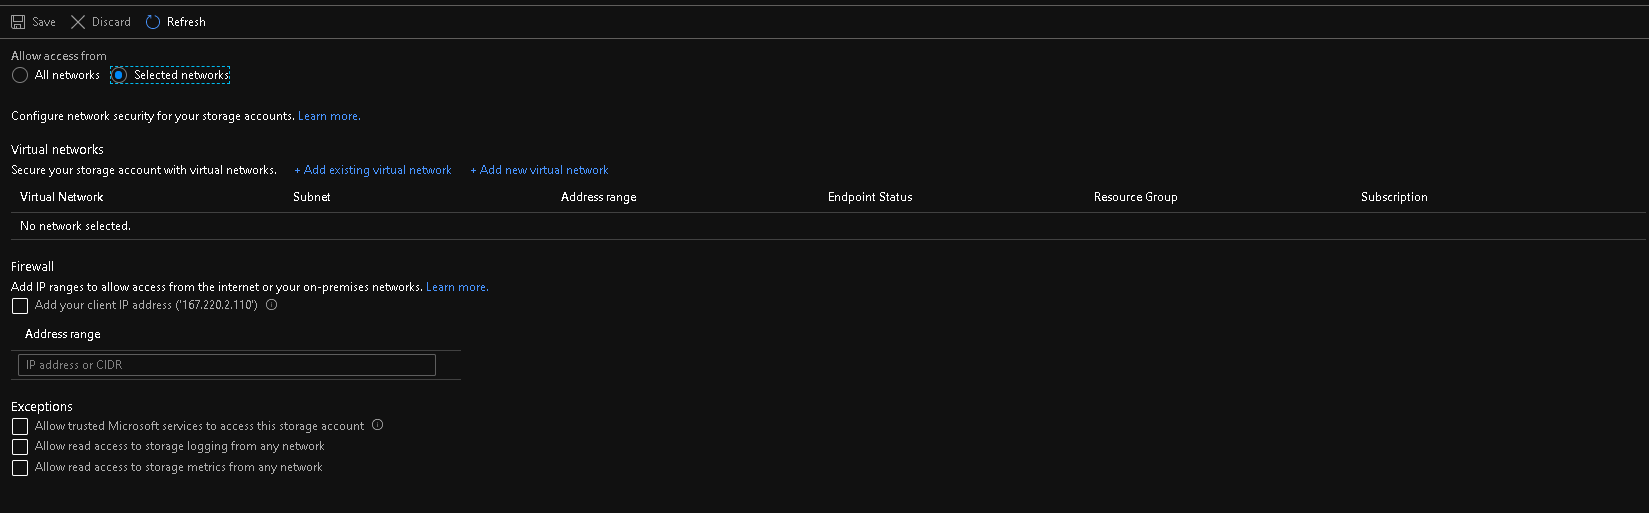 Save Discard Refresh
Allow access from
All networks Selected networks
Configure network security for your storage accounts. Learn more.
Virtual networks
Secure your storage account with virtual networks. + Add existing virtual network + Add new virtual network
Virtual Network Subnet Address range Endpoint Status Resource Group Subscription
No network selected.
Firewall
Add IP ranges to allow access from the internet or your on-premises networks. Learn more.
Add your client IP address ('167.220.2.110')
Address range
IP address or CIDR
Exceptions
Allow trusted Microsoft services to access this storage account
Allow read access to storage logging from any network
Allow read access to storage metrics from any network